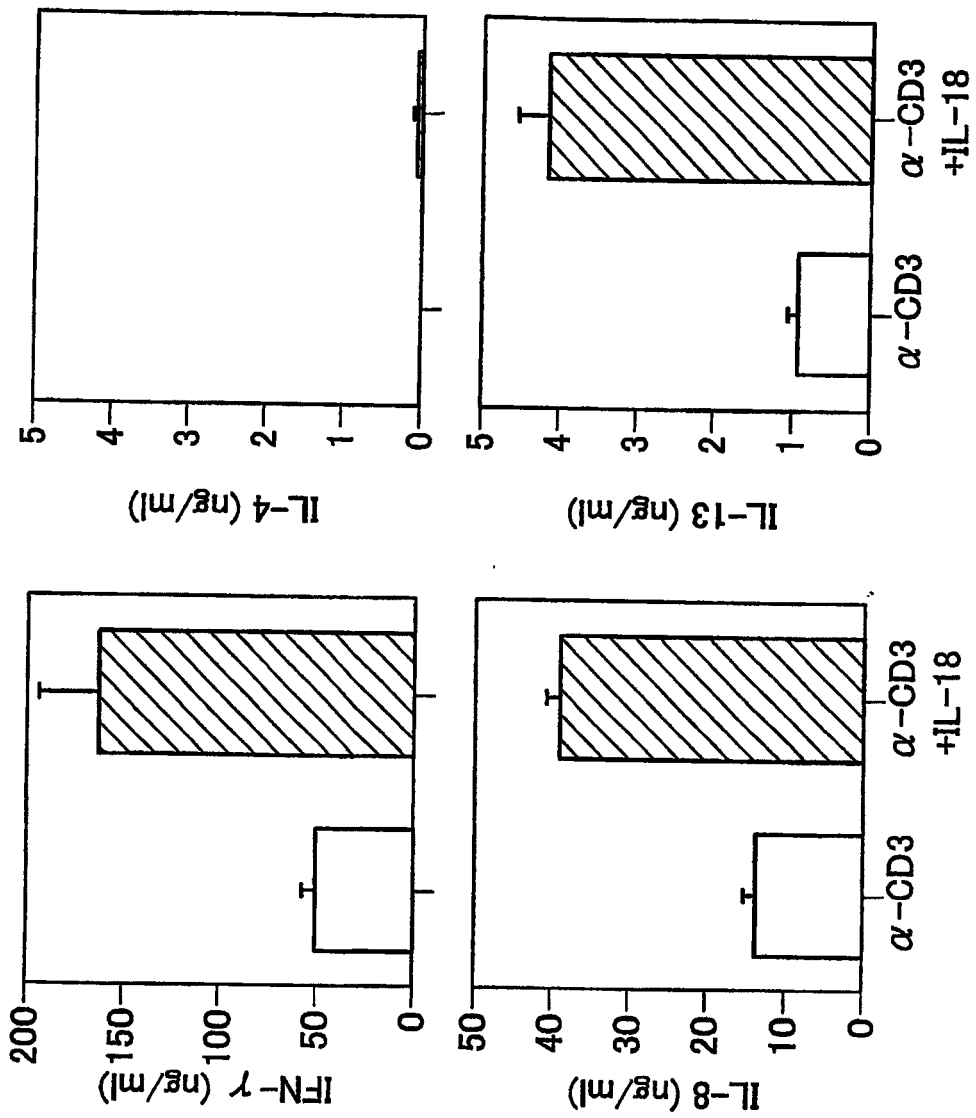 IFN-γ (ng/ml)
200
150
100
50
0
IL-4 (ng/ml)
5
4
3
2
1
0
IL-8 (ng/ml)
50
40
30
20
10
0
α-CD3
α-CD3
+IL-18
IL-13 (ng/ml)
5
4
3
2
1
0
α-CD3
α-CD3
+IL-18